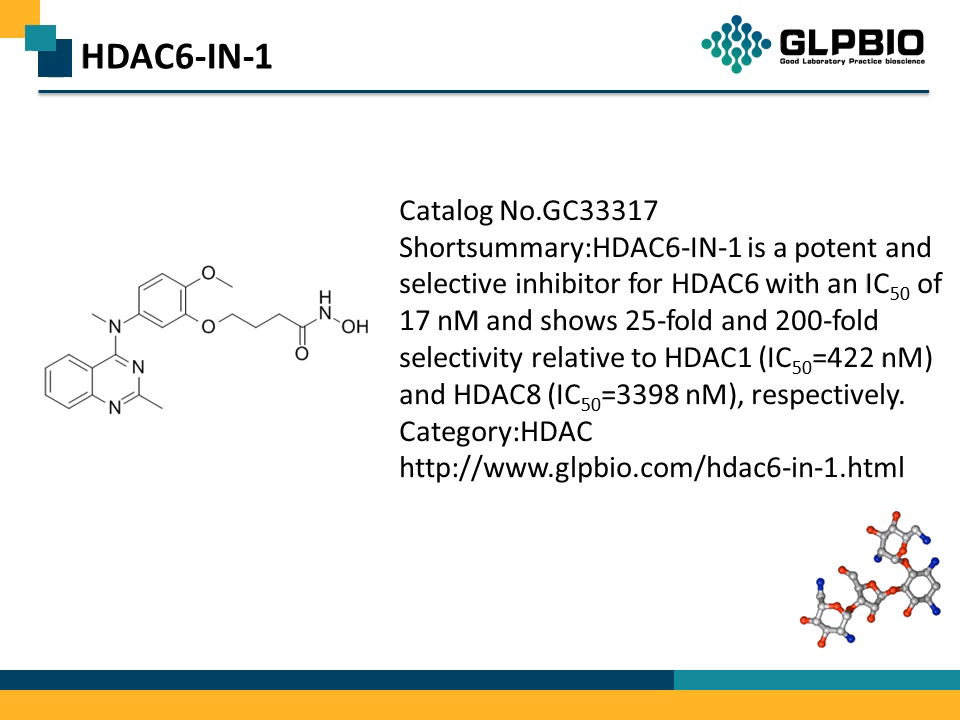 HDAC6-IN-1
GLPBIO
Good Laboratory Practice bioscience
Catalog No.GC33317
Shortsummary:HDAC6-IN-1 is a potent and
selective inhibitor for HDAC6 with an IC50 of
17 nM and shows 25-fold and 200-fold
selectivity relative to HDAC1 (IC50=422 nM)
and HDAC8 (IC50=3398 nM), respectively.
Category:HDAC
http://www.glpbio.com/hdac6-in-1.html
O
H
N
N
O
OH
O
N
N